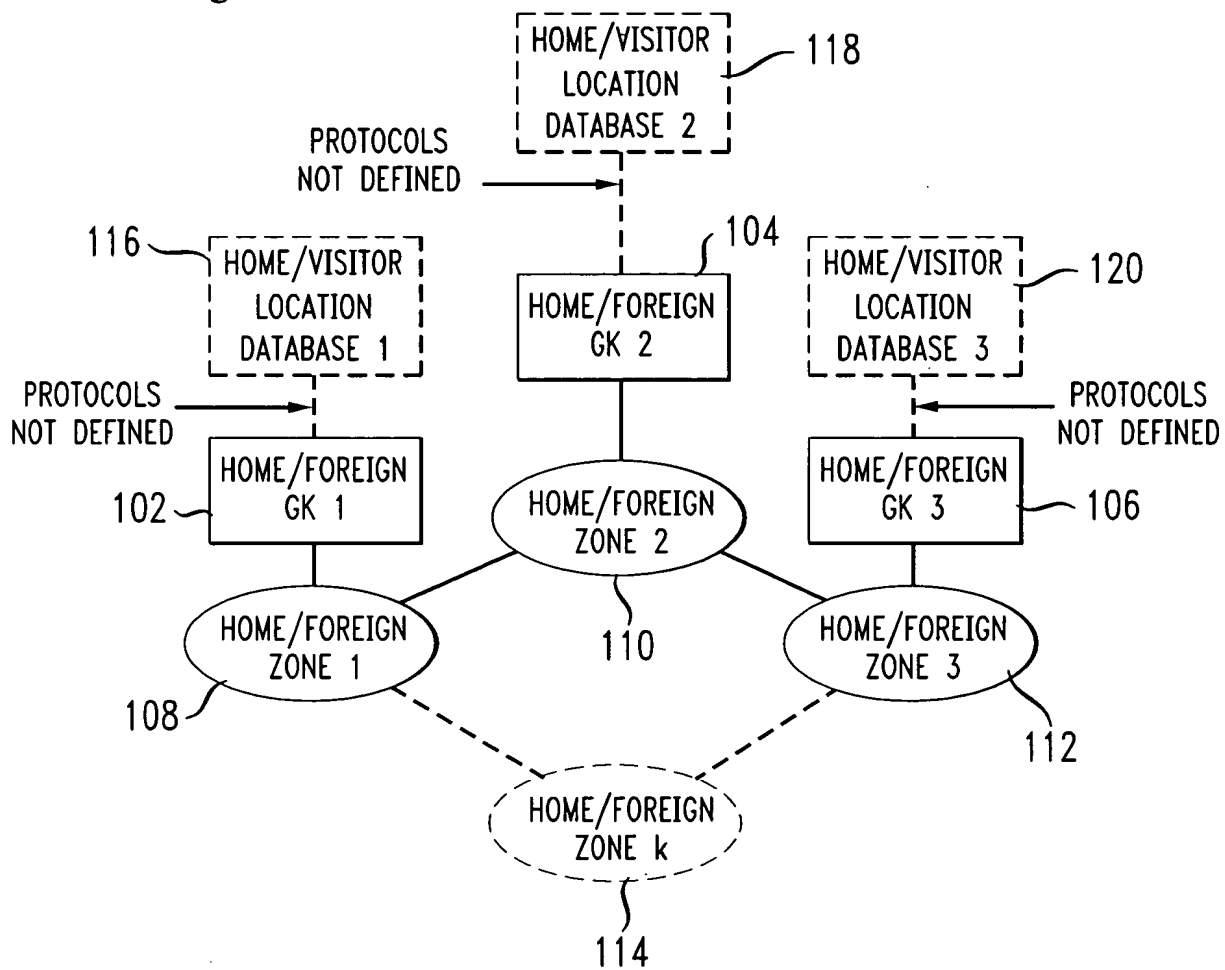 HOME/VISITOR
LOCATION
DATABASE 2
118
PROTOCOLS
NOT DEFINED
116
HOME/VISITOR
LOCATION
DATABASE 1
104
HOME/FOREIGN
GK 2
HOME/VISITOR
LOCATION
DATABASE 3
120
PROTOCOLS
NOT DEFINED
PROTOCOLS
NOT DEFINED
HOME/FOREIGN
GK 1
102
HOME/FOREIGN
ZONE 2
110
HOME/FOREIGN
GK 3
106
HOME/FOREIGN
ZONE 1
108
HOME/FOREIGN
ZONE 3
112
HOME/FOREIGN
ZONE k
114